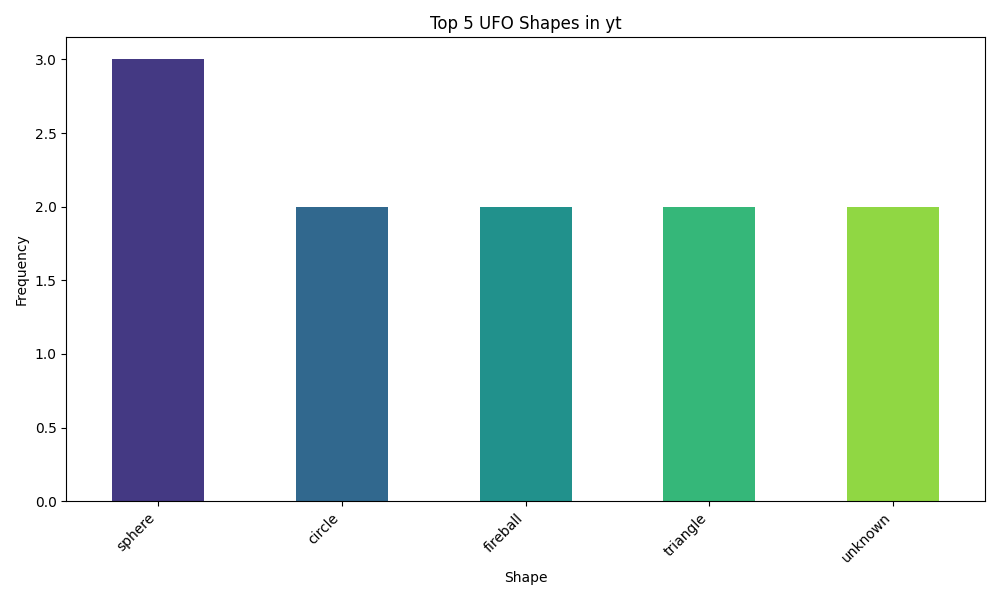 Top 5 UFO Shapes in yt
3.0
2.5
2.0
1.5
1.0
0.5
0.0
Frequency
sphere
circle
fireball
triangle
unknown
Shape